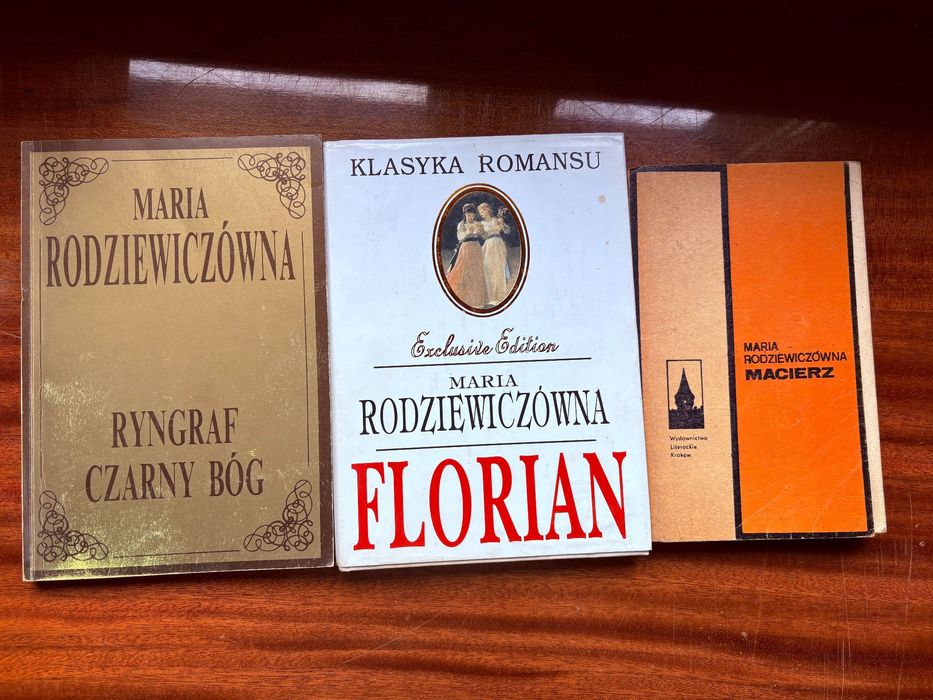 MARIA
RODZIEWICZÓWNA
RYNGRAF
CZARNY BÓG
KLASYKA ROMANSU
Exclusive Edition
MARIA
RODZIEWICZÓWNA
FLORIAN
MARIA
RODZIEWICZÓWNA
MACIERZ
Wydawnictwo
Literackie
Kraków